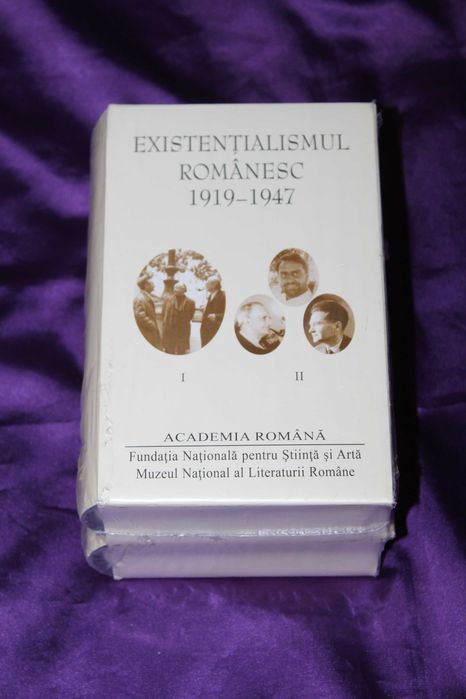 EXISTENȚIALISMUL
ROMÂNESC
1919–1947
I
II
ACADEMIA ROMÂNĂ
Fundația Națională pentru Știință și Artă
Muzeul Național al Literaturii Române